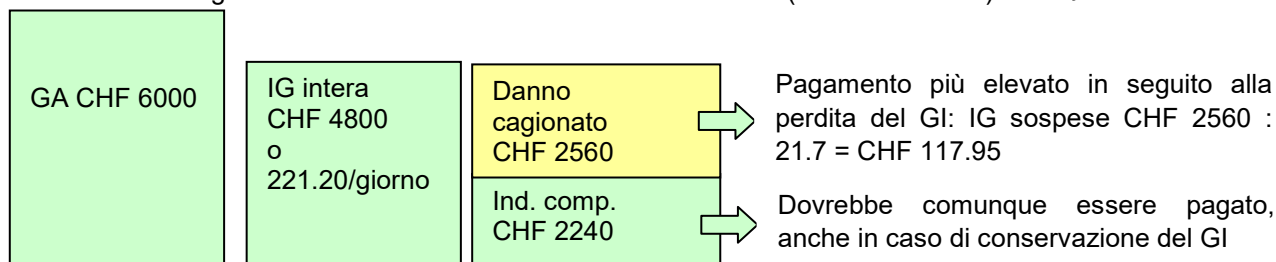 GA CHF 6000
IG intera
CHF 4800
o
221.20/giorno
Danno
cagionato
CHF 2560
Pagamento più elevato in seguito alla
perdita del GI: IG sospese CHF 2560 :
21.7 = CHF 117.95
Ind. comp.
CHF 2240
Dovrebbe comunque essere pagato,
anche in caso di conservazione del GI